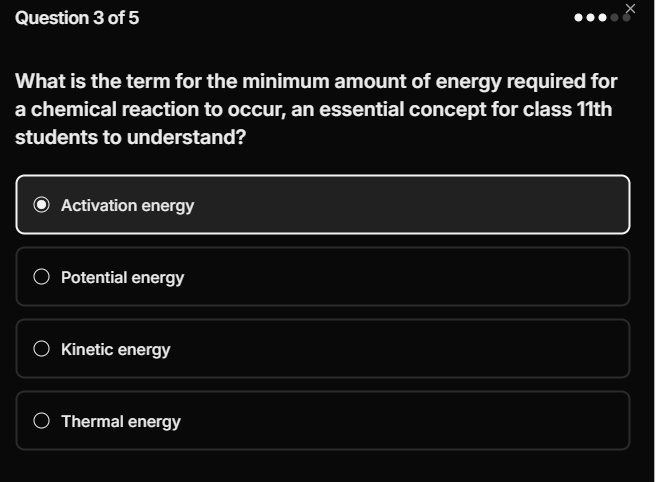 Question 3 of 5
What is the term for the minimum amount of energy required for
a chemical reaction to occur, an essential concept for class 11th
students to understand?
Activation energy
Potential energy
Kinetic energy
Thermal energy